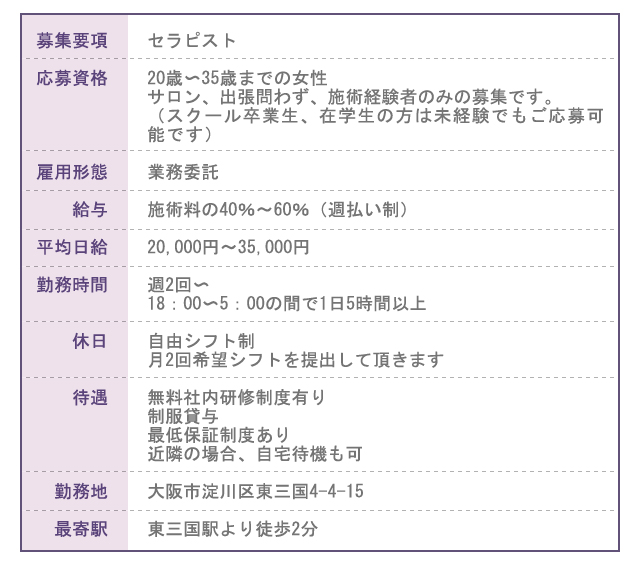 募集要項 セラピスト
応募資格 20歳〜35歳までの女性
サロン、出張問わず、施術経験者のみの募集です。
（スクール卒業生、在学生の方は未経験でもご応募可
能です）
雇用形態 業務委託
給与 施術料の40%〜60%（週払い制）
平均日給 20,000円〜35,000円
勤務時間 週2回〜
18：00〜5：00の間で1日5時間以上
休日 自由シフト制
月2回希望シフトを提出して頂きます
待遇 無料社内研修制度有り
制服貸与
最低保証制度あり
近隣の場合、自宅待機も可
勤務地 大阪市淀川区東三国4-4-15
最寄駅 東三国駅より徒歩2分